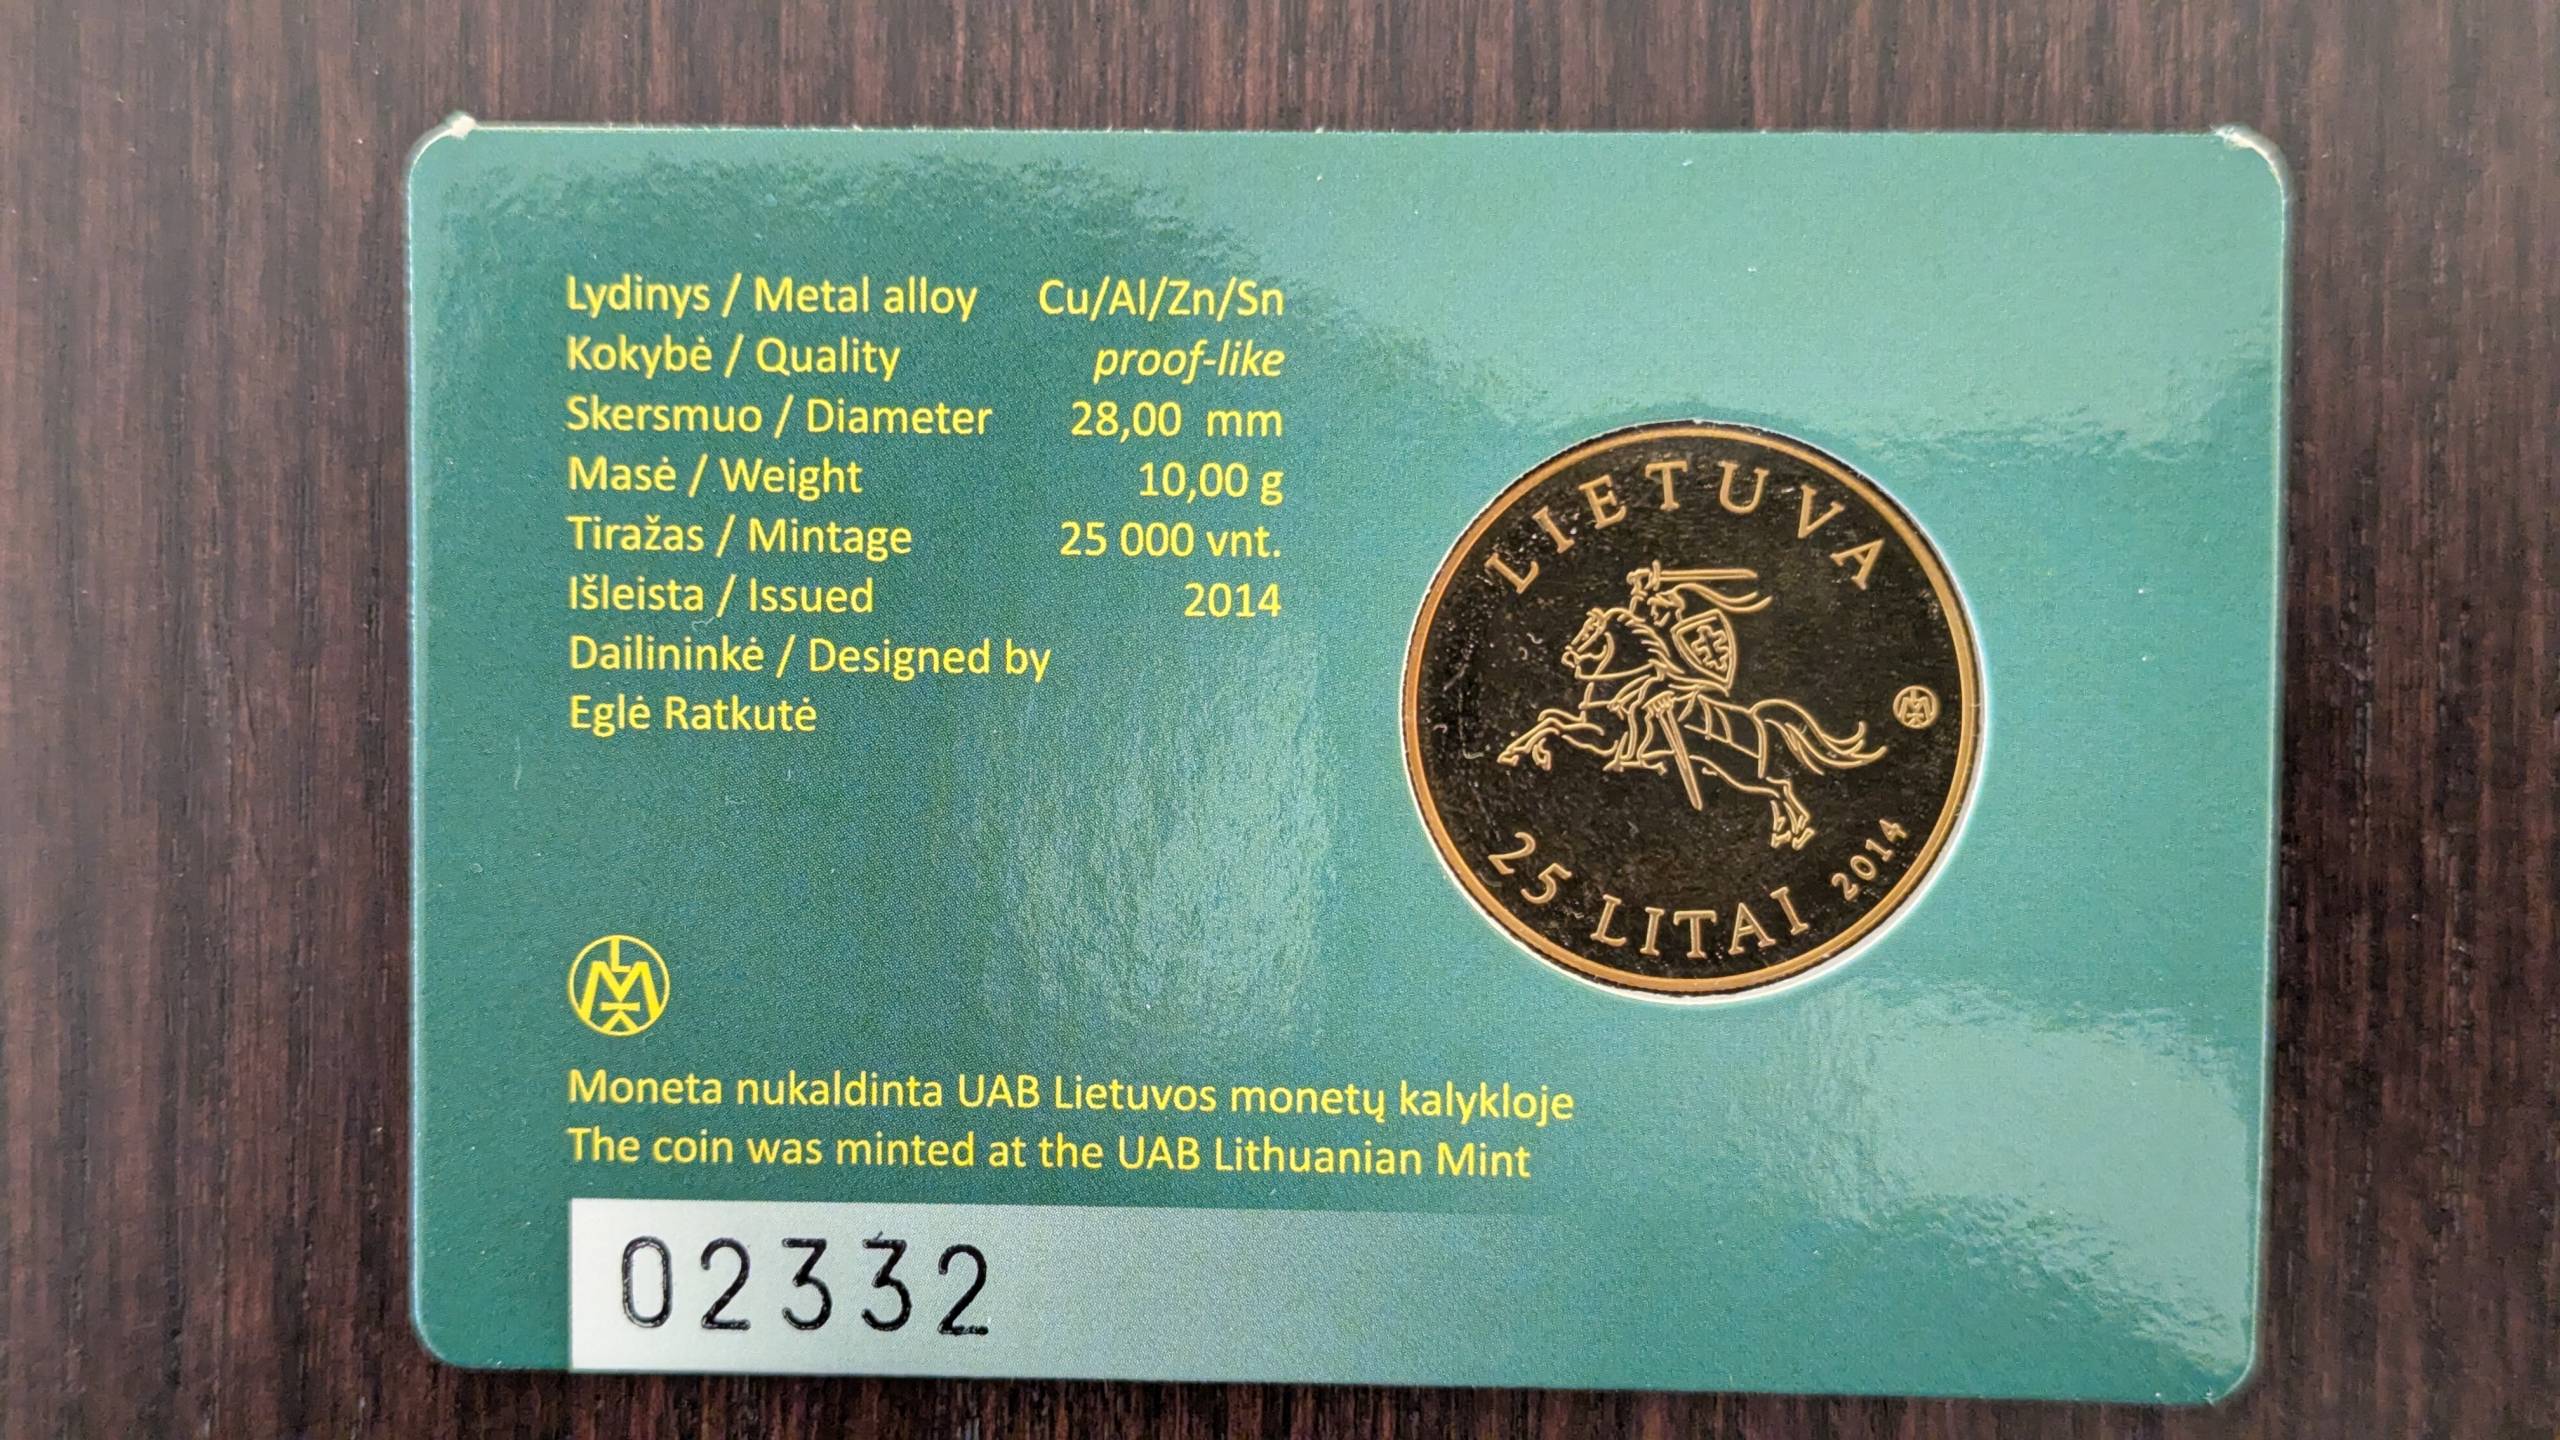 Lydinys / Metal alloy Cu/Al/Zn/Sn
Kokybė / Quality proof-like
Skersmuo / Diameter 28,00 mm
Masė / Weight 10,00 g
Tiražas / Mintage 25 000 vnt.
Išleista / Issued 2014
Dailininkė / Designed by
Eglė Ratkutė
LIETUVA
25 LITAI 2014
LMK
Moneta nukaldinta UAB Lietuvos monetų kalykloje
The coin was minted at the UAB Lithuanian Mint
02332